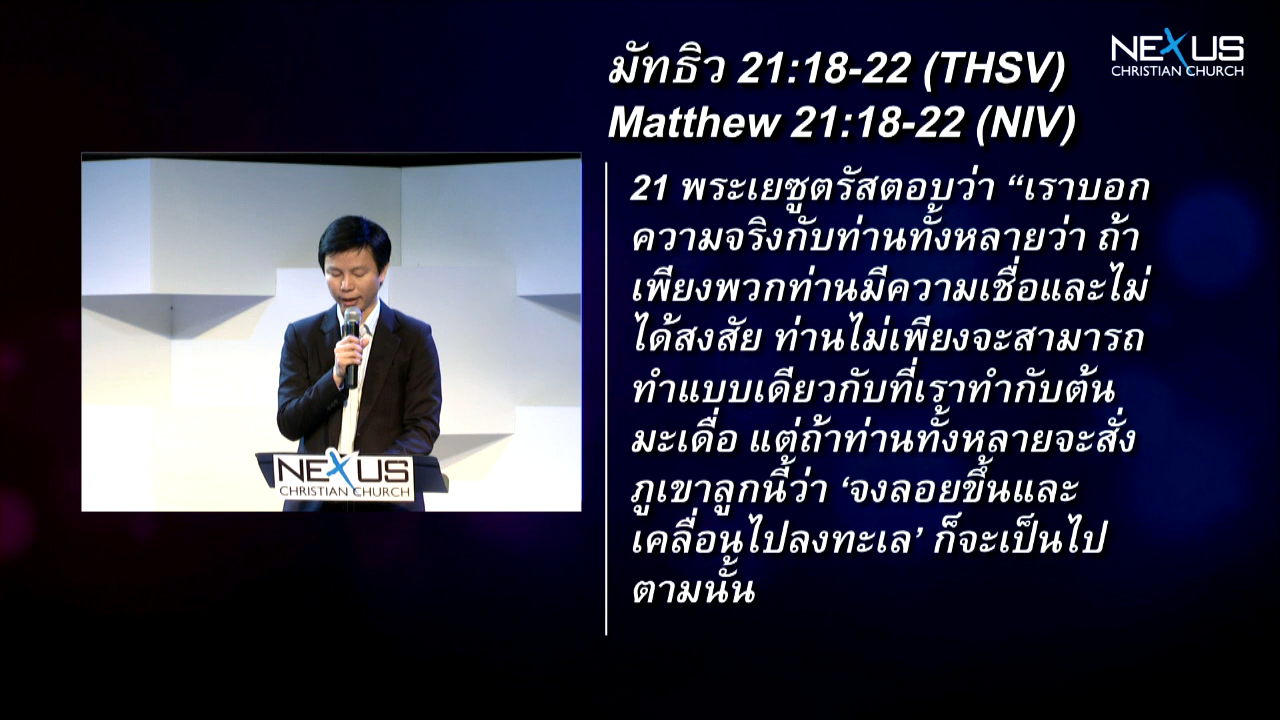 มัทธิว 21:18-22 (THSV)
Matthew 21:18-22 (NIV)
NEXUS
CHRISTIAN CHURCH
21 พระเยซูตรัสตอบว่า “เราบอก
ความจริงกับท่านทั้งหลายว่า ถ้า
เพียงพวกท่านมีความเชื่อและไม่
ได้สงสัย ท่านไม่เพียงจะสามารถ
ทำแบบเดียวกับที่เราทำกับต้น
มะเดื่อ แต่ถ้าท่านทั้งหลายจะสั่ง
ภูเขาลูกนี้ว่า ‘จงลอยขึ้นและ
เคลื่อนไปลงทะเล’ ก็จะเป็นไป
ตามนั้น
NEXUS
CHRISTIAN CHURCH